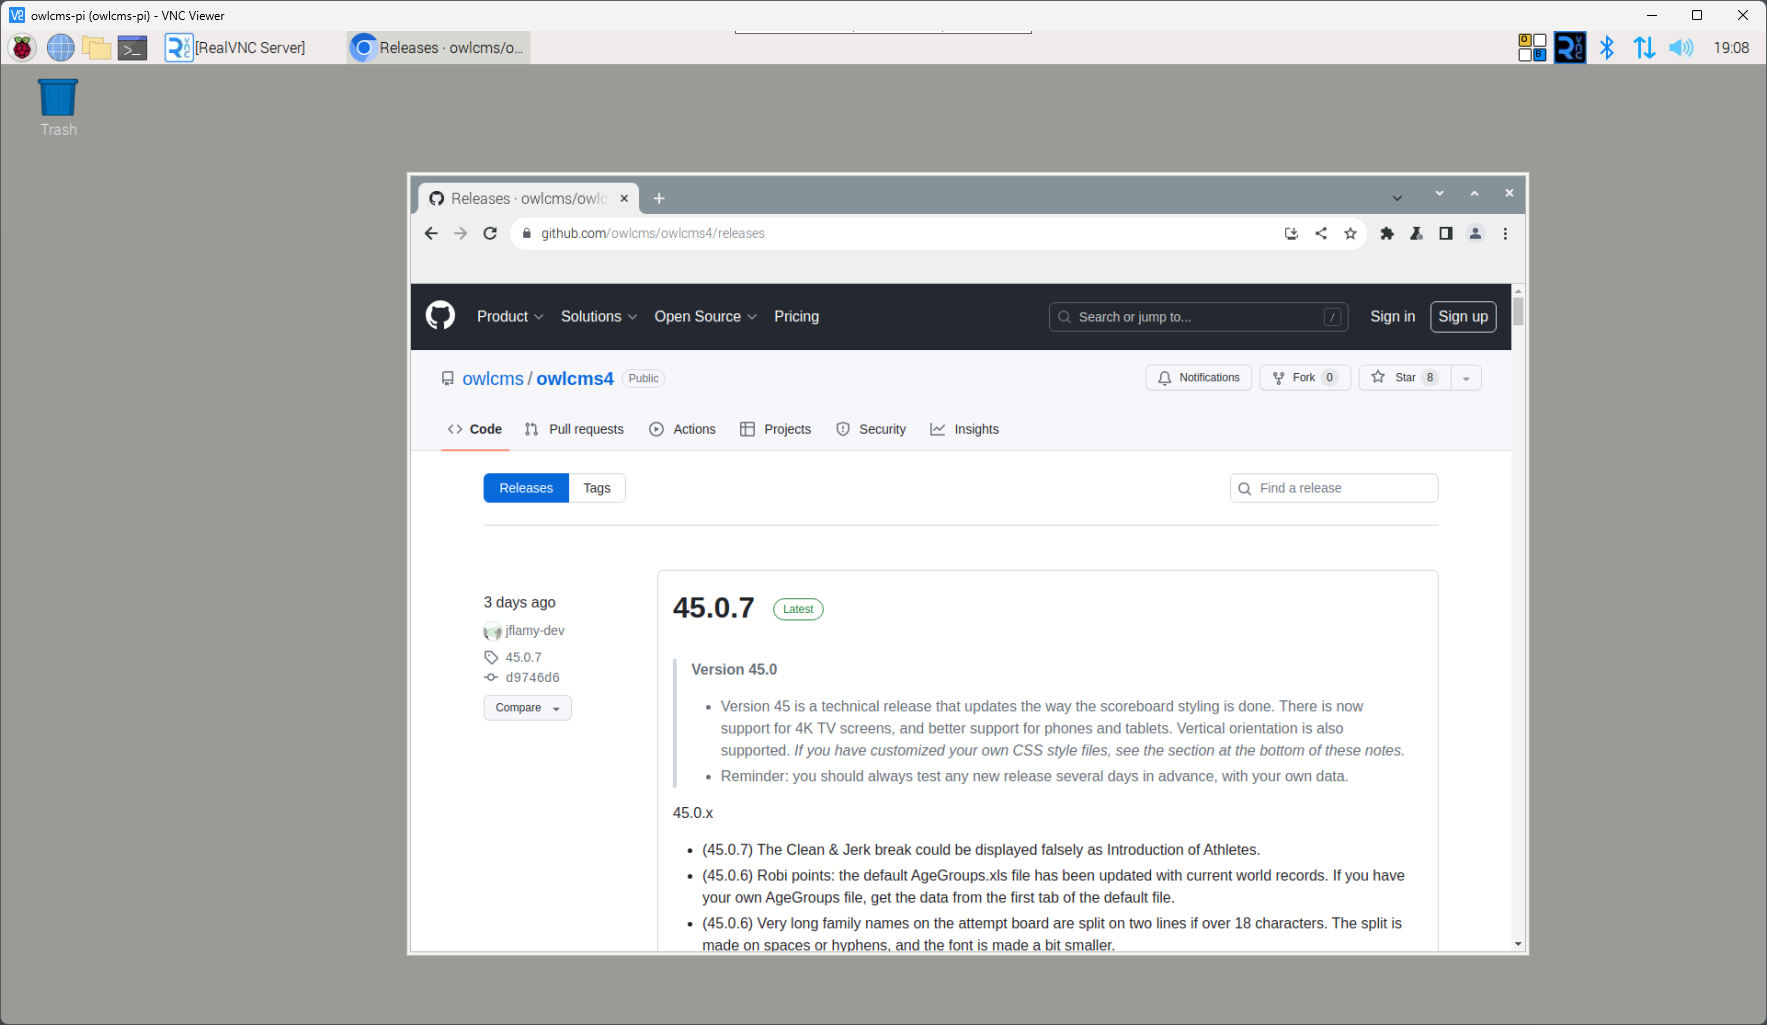 owlcms-pi (owlcms-pi) - VNC Viewer
[RealVNC Server]
Releases · owlcms/o...
19:08
Trash
Releases · owlcms/owlc
github.com/owlcms/owlcms4/releases
Product
Solutions
Open Source
Pricing
Search or jump to...
/
Sign in
Sign up
owlcms / owlcms4
Public
Notifications
Fork 0
Star 8
Code
Pull requests
Actions
Projects
Security
Insights
Releases
Tags
Find a release
3 days ago
jflamy-dev
45.0.7
d9746d6
Compare
45.0.7
Latest
Version 45.0
• Version 45 is a technical release that updates the way the scoreboard styling is done. There is now
support for 4K TV screens, and better support for phones and tablets. Vertical orientation is also
supported. If you have customized your own CSS style files, see the section at the bottom of these notes.
• Reminder: you should always test any new release several days in advance, with your own data.
45.0.x
• (45.0.7) The Clean & Jerk break could be displayed falsely as Introduction of Athletes.
• (45.0.6) Robi points: the default AgeGroups.xls file has been updated with current world records. If you have
your own AgeGroups file, get the data from the first tab of the default file.
• (45.0.6) Very long family names on the attempt board are split on two lines if over 18 characters. The split is
made on spaces or hyphens, and the font is made a bit smaller.